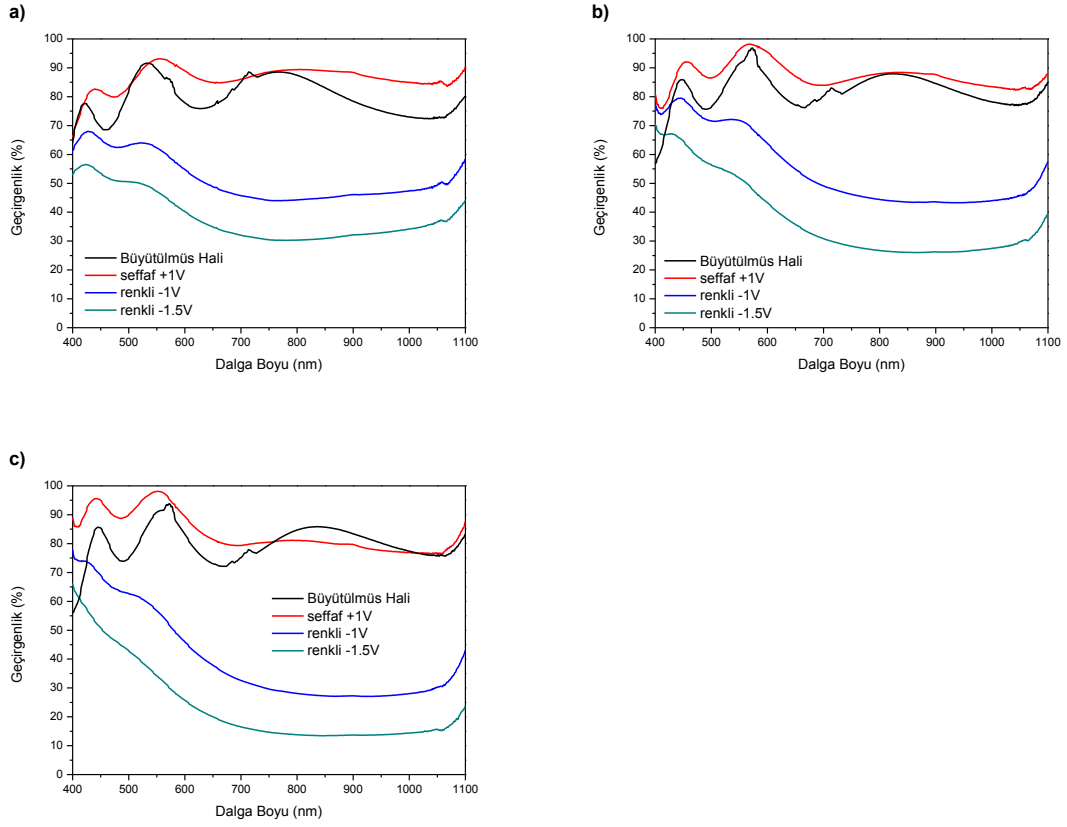 a)
100
90
80
70
60
50
40
30
20
10
0
Geçirgenlik (%)
Büyütülmüs Hali
seffaf +1V
renkli -1V
renkli -1.5V
400 500 600 700 800 900 1000 1100
Dalga Boyu (nm)
b)
100
90
80
70
60
50
40
30
20
10
0
Geçirgenlik (%)
Büyütülmüs Hali
seffaf +1V
renkli -1V
renkli -1.5V
400 500 600 700 800 900 1000 1100
Dalga Boyu (nm)
c)
100
90
80
70
60
50
40
30
20
10
0
Geçirgenlik (%)
Büyütülmüs Hali
seffaf +1V
renkli -1V
renkli -1.5V
400 500 600 700 800 900 1000 1100
Dalga Boyu (nm)